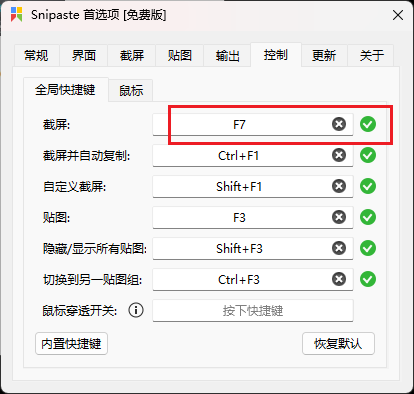 Snipaste 首选项 [免费版]
常规 界面 截屏 贴图 输出 控制 更新 关于
全局快捷键 鼠标
截屏: F7
截屏并自动复制: Ctrl+F1
自定义截屏: Shift+F1
贴图: F3
隐藏/显示所有贴图: Shift+F3
切换到另一贴图组: Ctrl+F3
鼠标穿透开关: 按下快捷键
内置快捷键 恢复默认